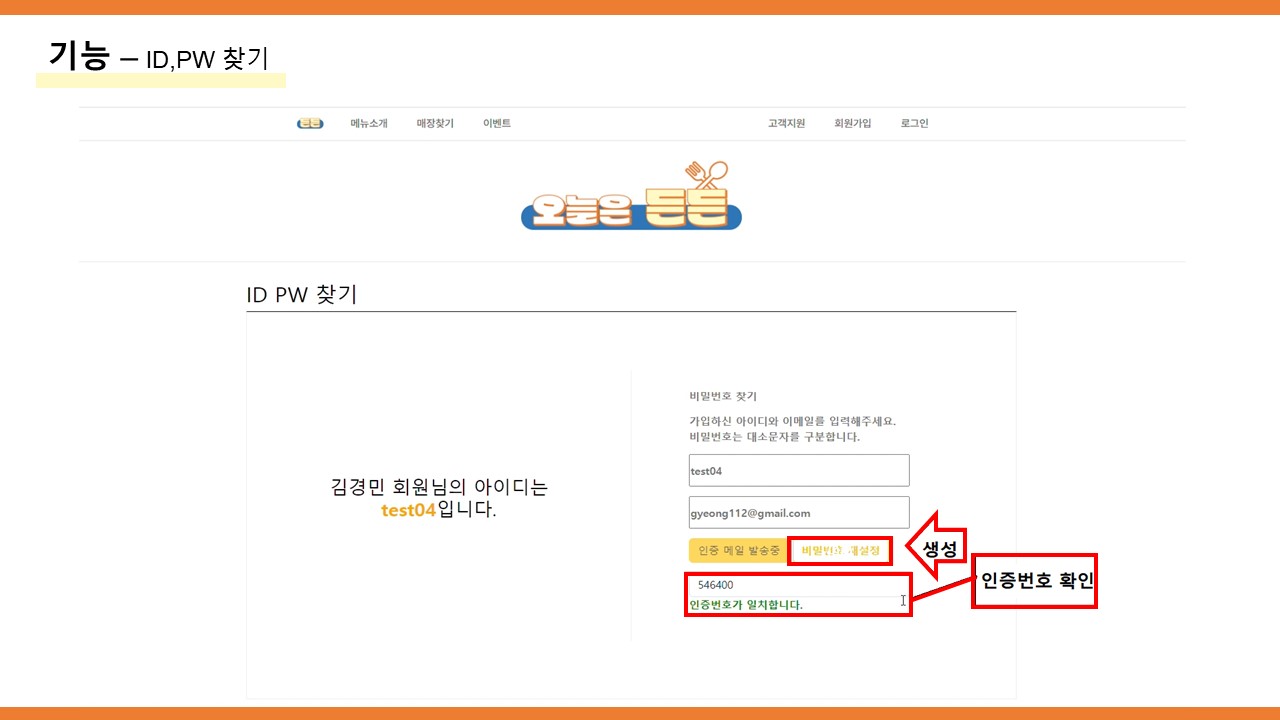 기능 – ID,PW 찾기
든든 메뉴소개 매장찾기 이벤트 고객지원 회원가입 로그인
오늘은 든든
ID PW 찾기
비밀번호 찾기
가입하신 아이디와 이메일를 입력해주세요.
비밀번호는 대소문자를 구분합니다.
test04
gyeong112@gmail.com
김경민 회원님의 아이디는
test04입니다.
인증 메일 발송중 비밀번호 재설정
생성
546400
인증번호가 일치합니다.
인증번호 확인